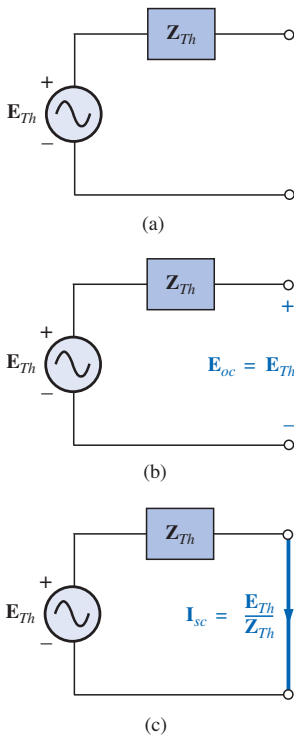 Z_Th
+
E_Th
−
(a)
Z_Th
+
+
E_Th
E_oc = E_Th
−
−
(b)
Z_Th
+
E_Th
I_sc = E_Th / Z_Th
−
(c)